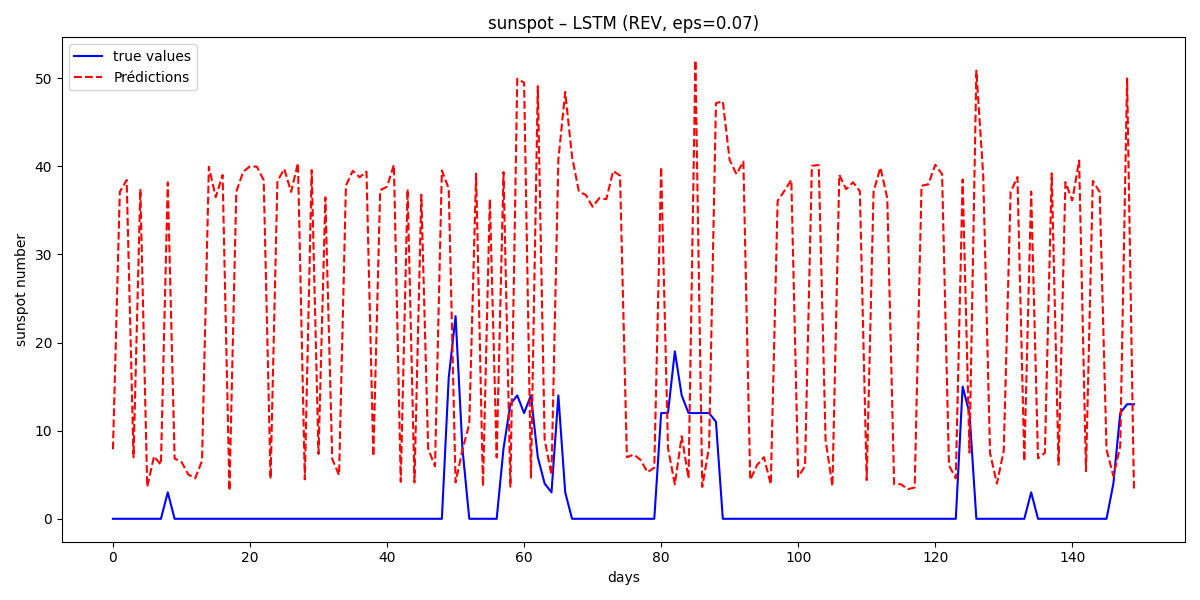 sunspot – LSTM (REV, eps=0.07)
true values
Prédictions
sunspot number
50
40
30
20
10
0
0 20 40 60 80 100 120 140
days